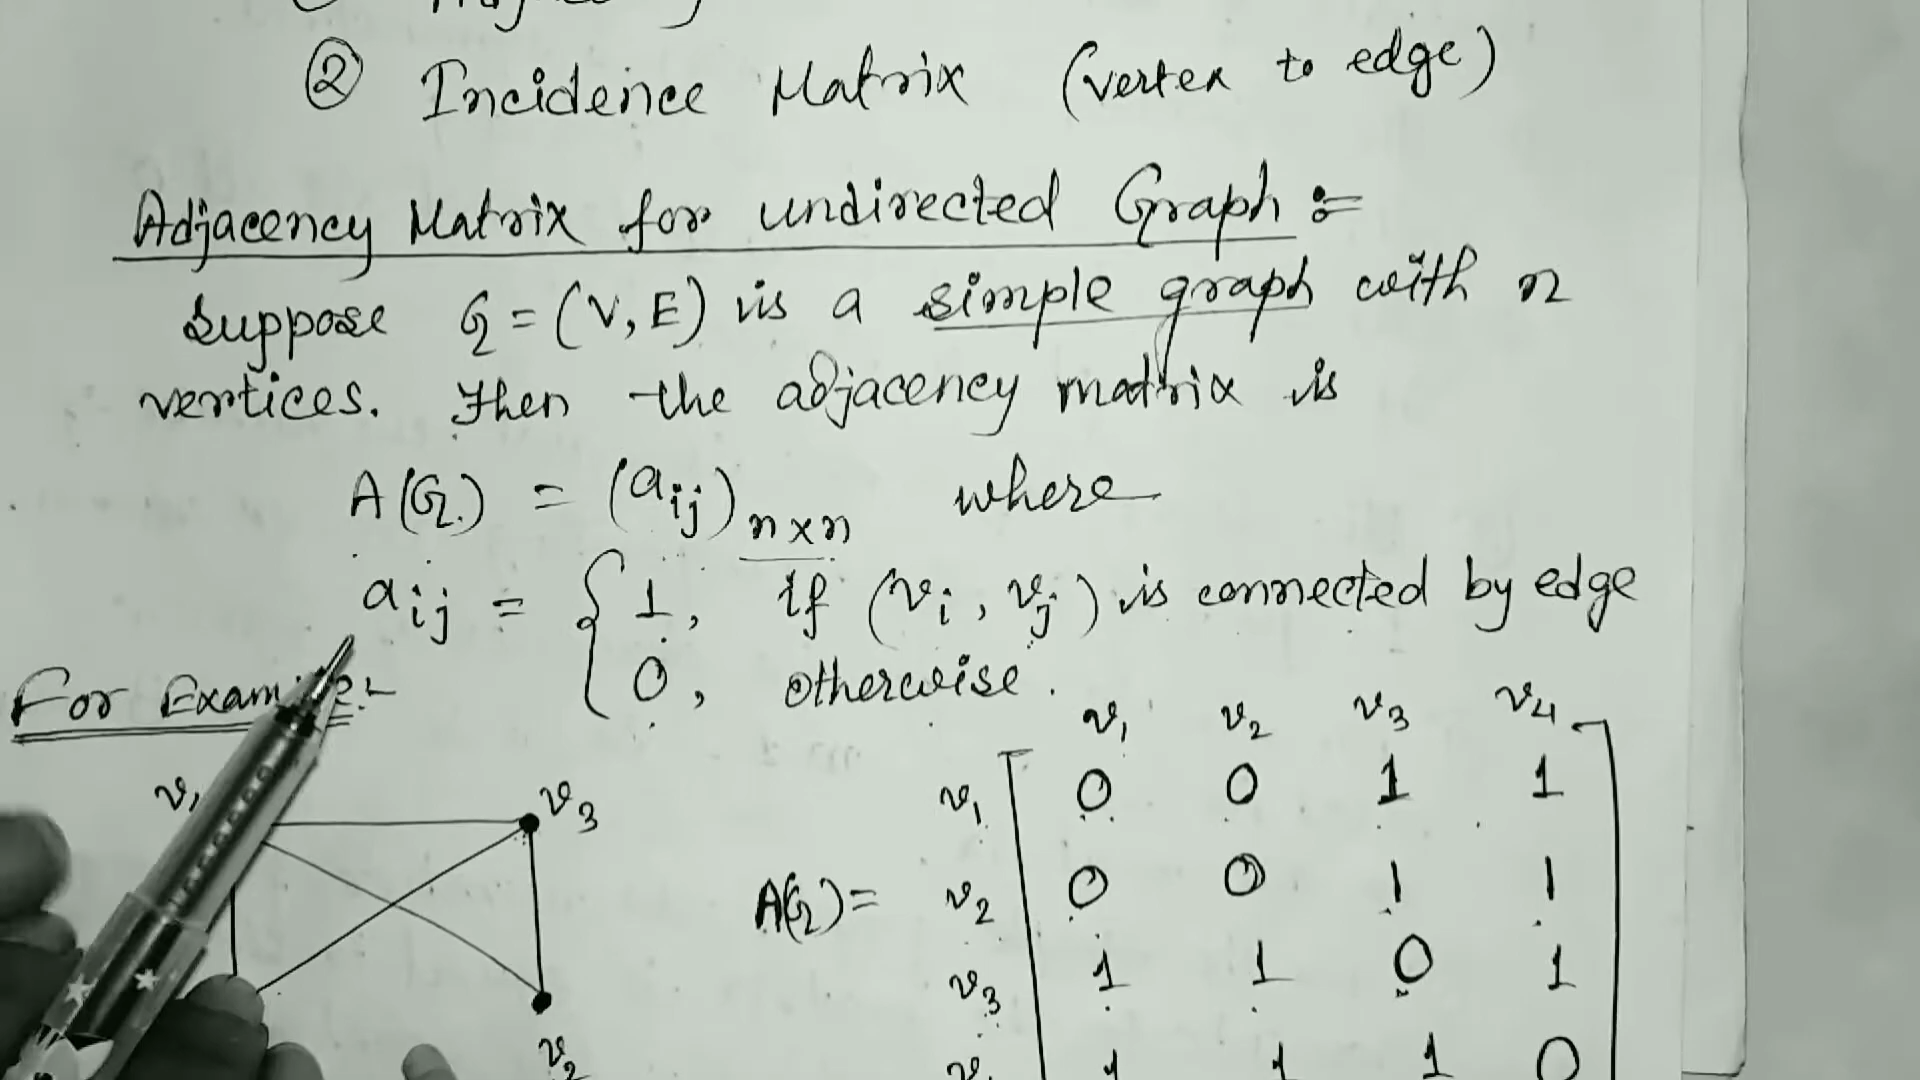 ② Incidence Matrix (vertex to edge)
Adjacency Matrix for undirected Graph :=
Suppose G = (V, E) is a simple graph with n
vertices. Then the adjacency matrix is
A(G) = (aij)n×n where
aij = { 1, if (vi, vj) is connected by edge
0, otherwise.
For Example:-
v1 v2 v3 v4
v1 v3
v1 0 0 1 1
A(G) = v2 0 0 1 1
v3 1 1 0 1
v2
1 1 1 0